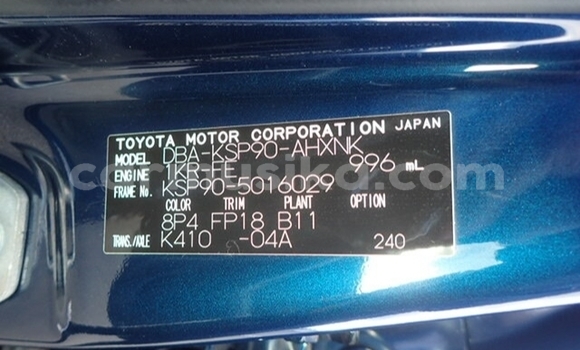 TOYOTA MOTOR CORPORATION JAPAN
MODEL DBA-KSP90-AHXNK
ENGINE 1KR-FE 996 mL
FRAME No. KSP90-5016029
COLOR TRIM PLANT OPTION
8P4 FP18 B11
TRANS./AXLE K410 -04A 240